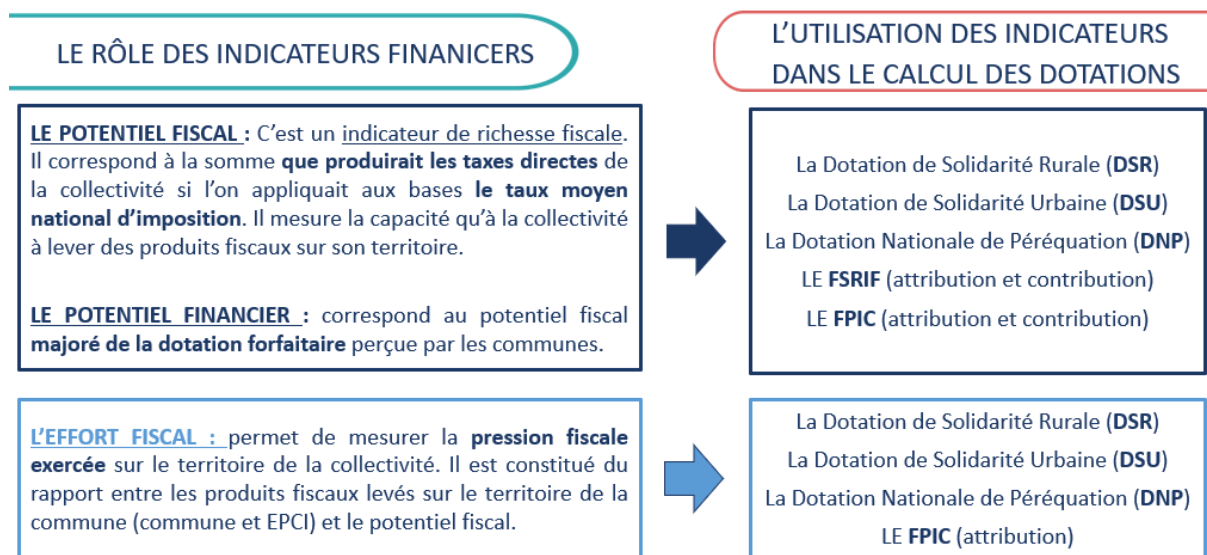 LE RÔLE DES INDICATEURS FINANCIERS
LE POTENTIEL FISCAL : C’est un indicateur de richesse fiscale.
Il correspond à la somme que produirait les taxes directes de
la collectivité si l’on appliquait aux bases le taux moyen
national d’imposition. Il mesure la capacité qu’à la collectivité
à lever des produits fiscaux sur son territoire.
LE POTENTIEL FINANCIER : correspond au potentiel fiscal
majoré de la dotation forfaitaire perçue par les communes.
L’EFFORT FISCAL : permet de mesurer la pression fiscale
exercée sur le territoire de la collectivité. Il est constitué du
rapport entre les produits fiscaux levés sur le territoire de la
commune (commune et EPCI) et le potentiel fiscal.
L’UTILISATION DES INDICATEURS
DANS LE CALCUL DES DOTATIONS
La Dotation de Solidarité Rurale (DSR)
La Dotation de Solidarité Urbaine (DSU)
La Dotation Nationale de Péréquation (DNP)
LE FSRIF (attribution et contribution)
LE FPIC (attribution et contribution)
La Dotation de Solidarité Rurale (DSR)
La Dotation de Solidarité Urbaine (DSU)
La Dotation Nationale de Péréquation (DNP)
LE FPIC (attribution)